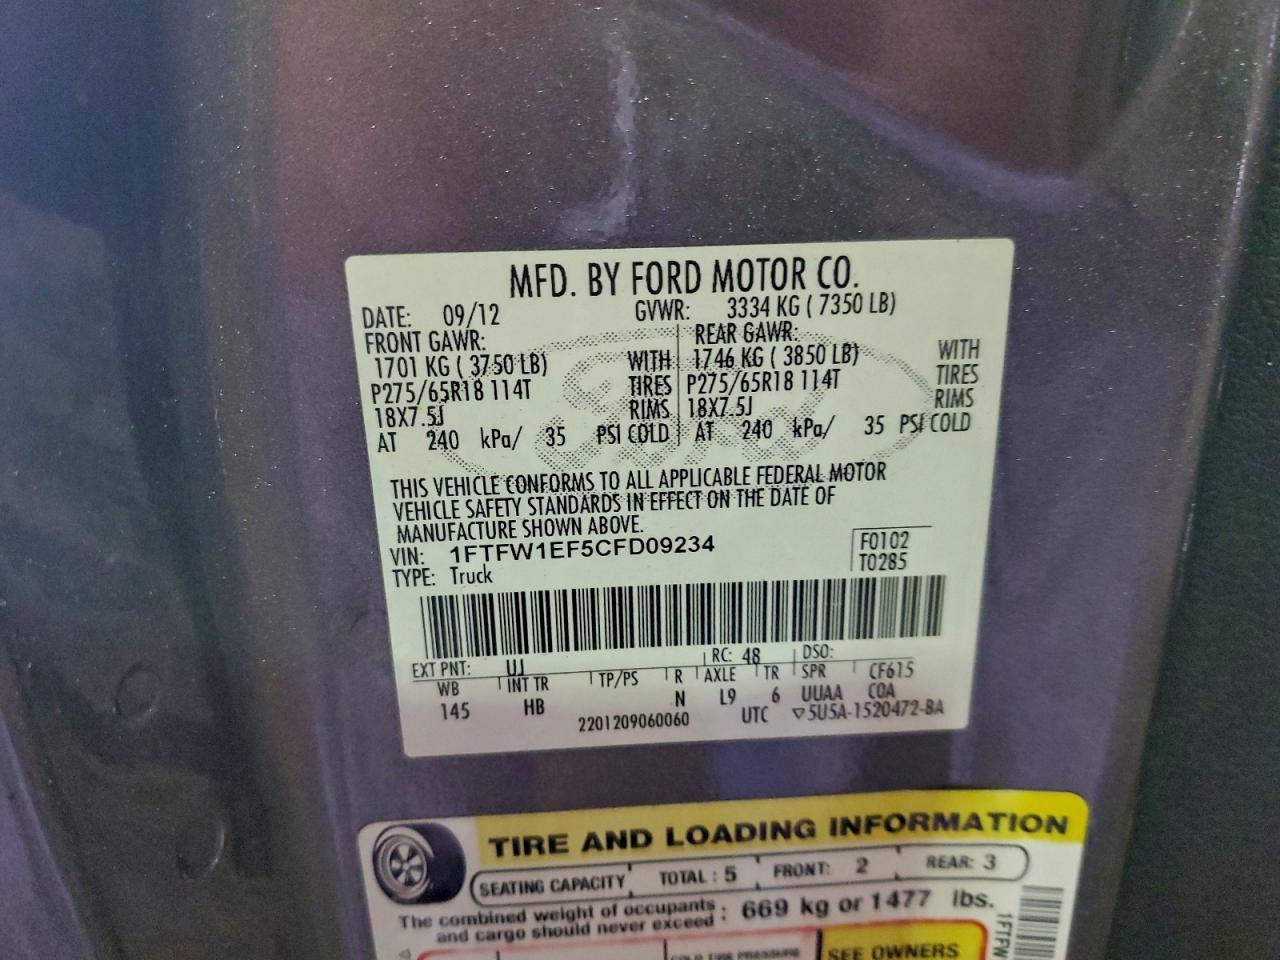 MFD. BY FORD MOTOR CO.
DATE: 09/12 GVWR: 3334 KG ( 7350 LB)
FRONT GAWR: REAR GAWR:
1701 KG ( 3750 LB) WITH 1746 KG ( 3850 LB) WITH
P275/65R18 114T TIRES P275/65R18 114T TIRES
18X7.5J RIMS 18X7.5J RIMS
AT 240 kPa/ 35 PSI COLD AT 240 kPa/ 35 PSI COLD
THIS VEHICLE CONFORMS TO ALL APPLICABLE FEDERAL MOTOR
VEHICLE SAFETY STANDARDS IN EFFECT ON THE DATE OF
MANUFACTURE SHOWN ABOVE.
VIN: 1FTFW1EF5CFD09234 F0102
TYPE: Truck T0285
EXT PNT: UJ RC: 48 DSO:
WB INT TR TP/PS R AXLE TR SPR CF615
145 HB N L9 6 UUAA COA
2201209060060 UTC ▽5U5A-1520472-BA
TIRE AND LOADING INFORMATION
SEATING CAPACITY TOTAL : 5 FRONT: 2 REAR: 3
The combined weight of occupants
and cargo should never exceed : 669 kg or 1477 lbs.
COLD TIRE PRESSURE SEE OWNERS
1FTFW